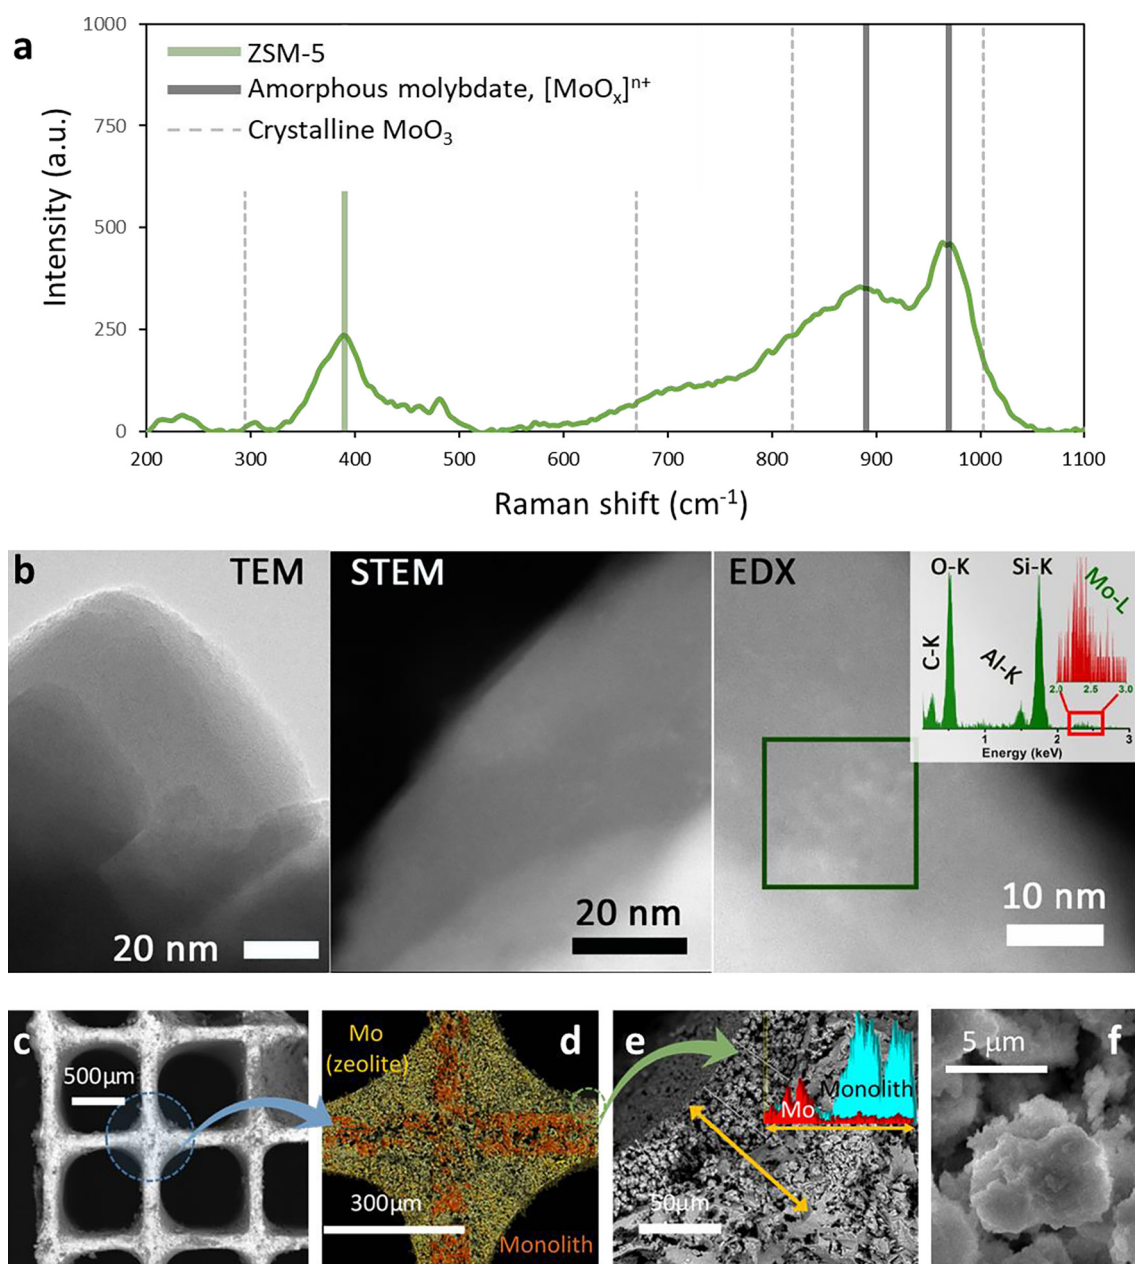 a
1000
750
500
250
0
Intensity (a.u.)
ZSM-5
Amorphous molybdate, [MoOₓ]ⁿ⁺
Crystalline MoO₃
200 300 400 500 600 700 800 900 1000 1100
Raman shift (cm⁻¹)
b
TEM
20 nm
STEM
20 nm
EDX
10 nm
O-K
Si-K
Mo-L
C-K
Al-K
2.0 2.5 3.0
1 2 3
Energy (keV)
c
500µm
d
Mo
(zeolite)
300µm
Monolith
e
Monolith
Mo
50µm
f
5 µm